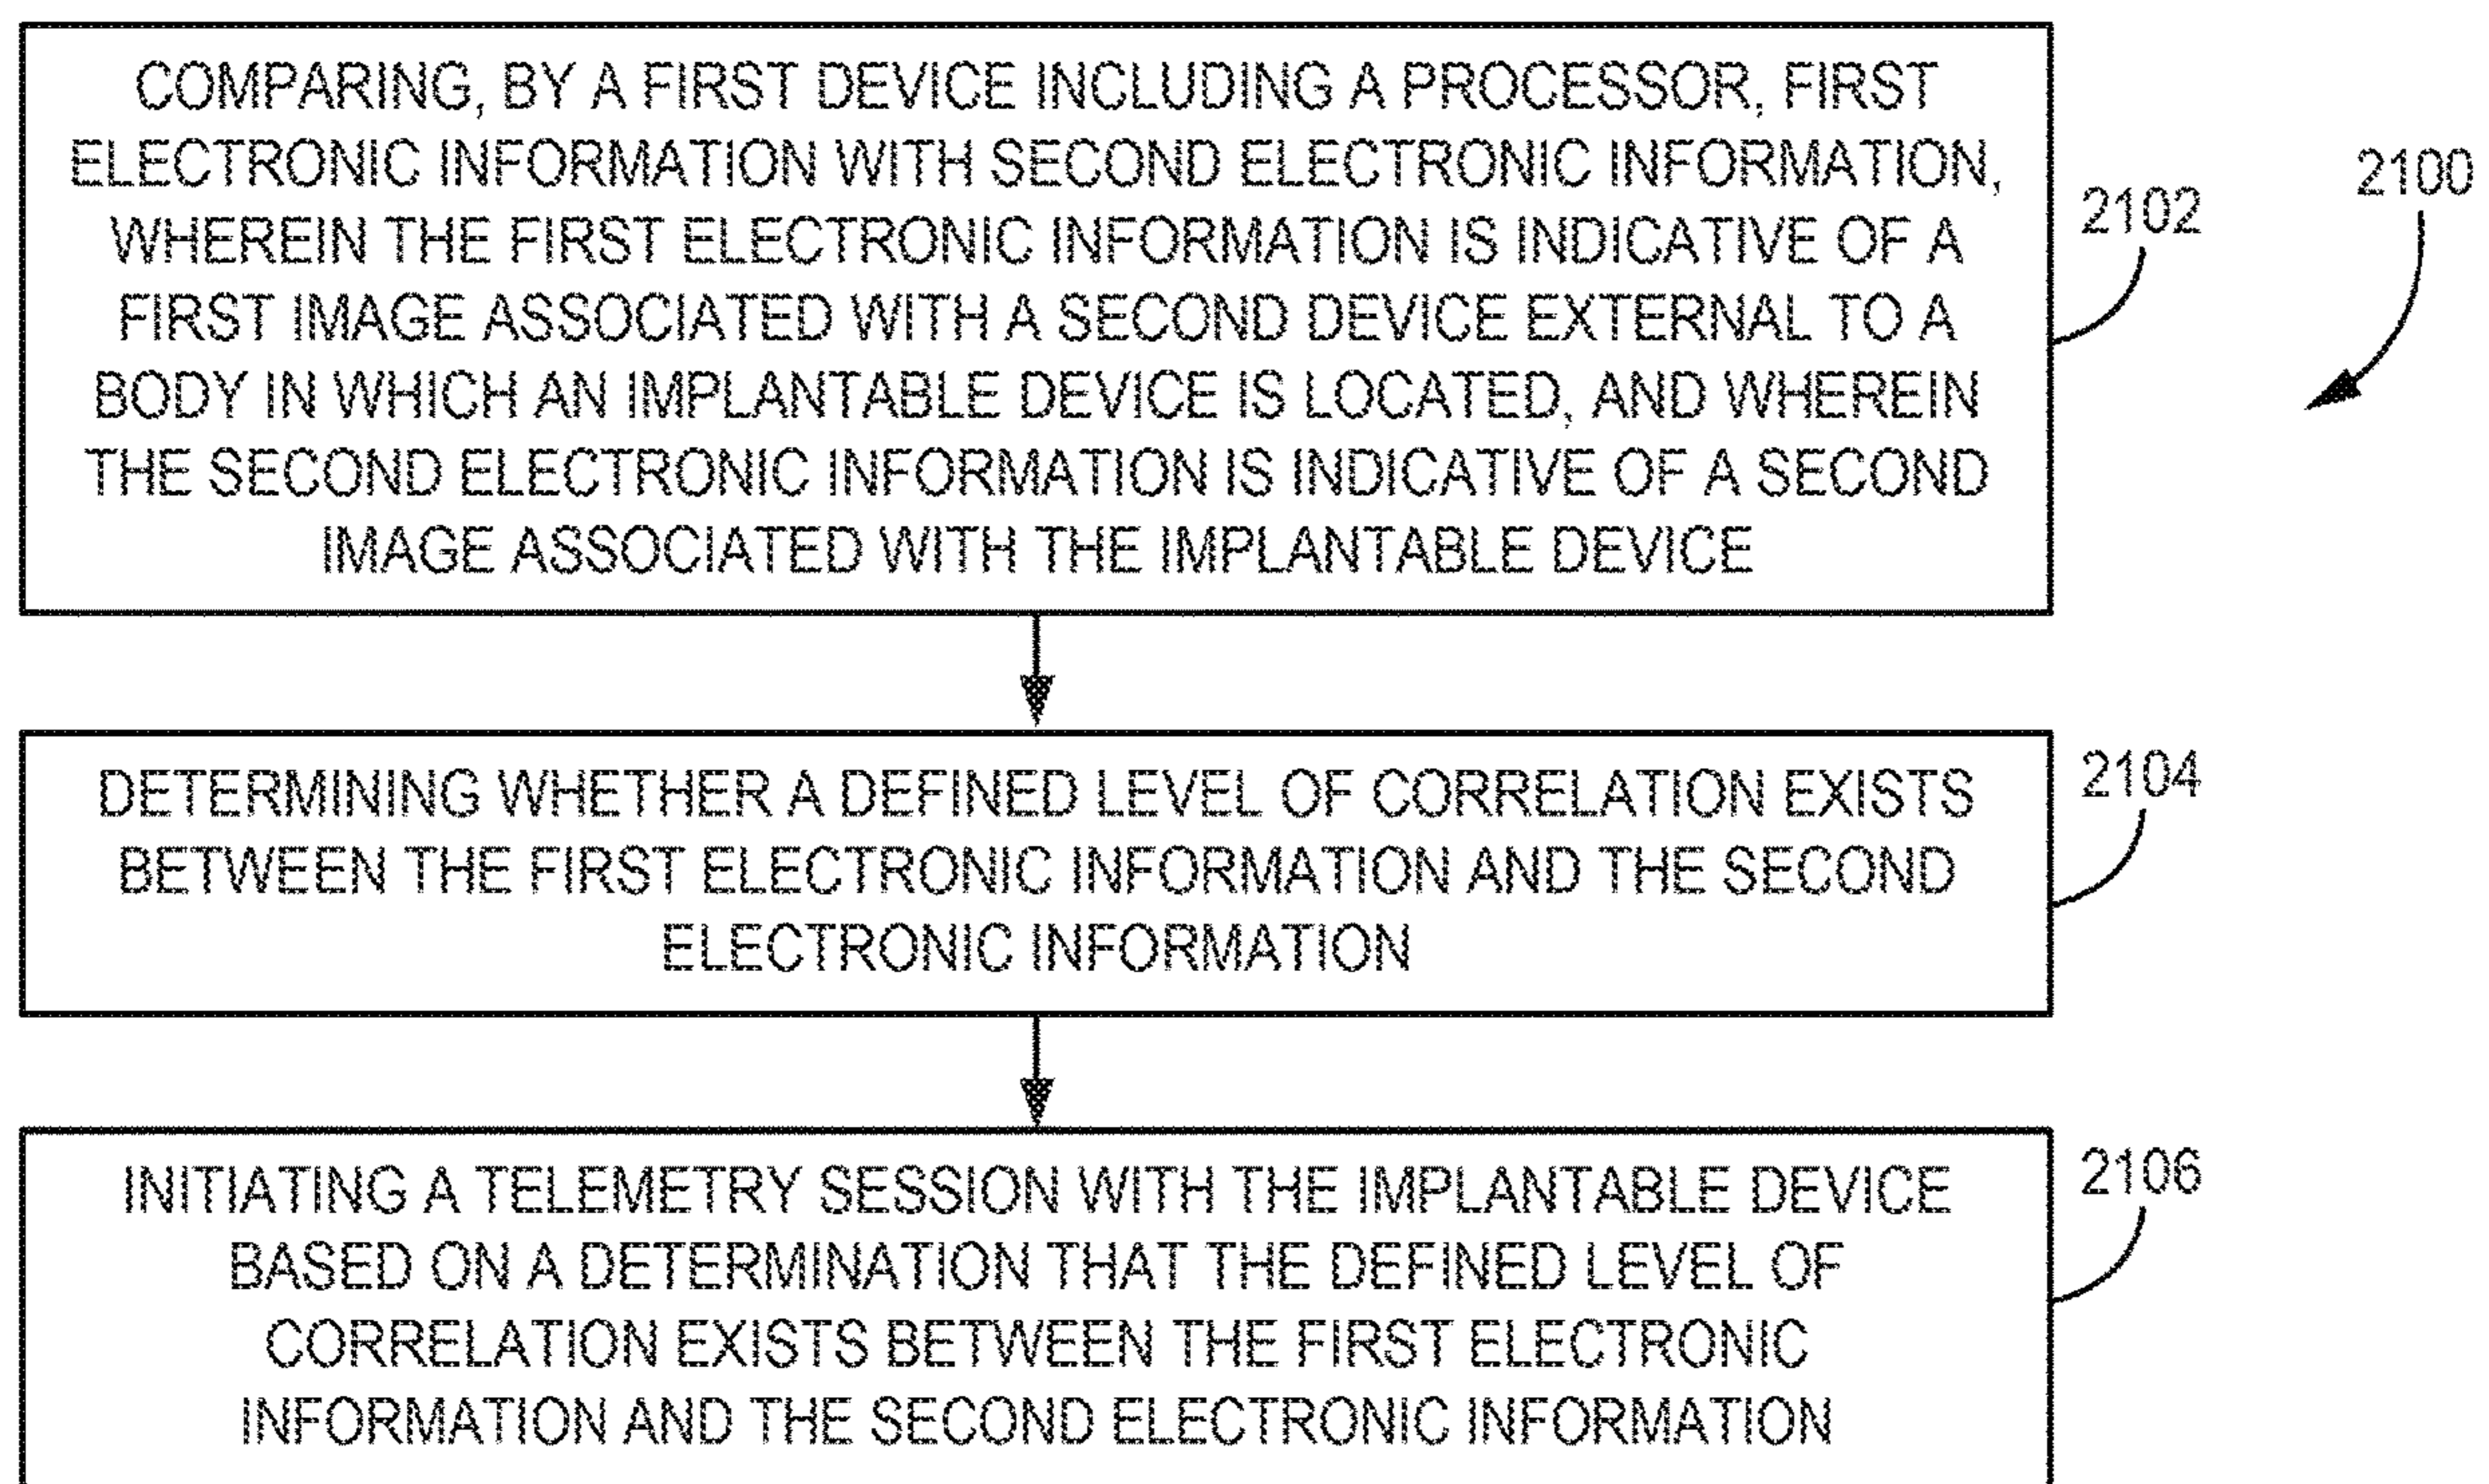 COMPARING, BY A FIRST DEVICE INCLUDING A PROCESSOR, FIRST
ELECTRONIC INFORMATION WITH SECOND ELECTRONIC INFORMATION,
WHEREIN THE FIRST ELECTRONIC INFORMATION IS INDICATIVE OF A
FIRST IMAGE ASSOCIATED WITH A SECOND DEVICE EXTERNAL TO A
BODY IN WHICH AN IMPLANTABLE DEVICE IS LOCATED, AND WHEREIN
THE SECOND ELECTRONIC INFORMATION IS INDICATIVE OF A SECOND
IMAGE ASSOCIATED WITH THE IMPLANTABLE DEVICE
2102
2100
DETERMINING WHETHER A DEFINED LEVEL OF CORRELATION EXISTS
BETWEEN THE FIRST ELECTRONIC INFORMATION AND THE SECOND
ELECTRONIC INFORMATION
2104
INITIATING A TELEMETRY SESSION WITH THE IMPLANTABLE DEVICE
BASED ON A DETERMINATION THAT THE DEFINED LEVEL OF
CORRELATION EXISTS BETWEEN THE FIRST ELECTRONIC
INFORMATION AND THE SECOND ELECTRONIC INFORMATION
2106